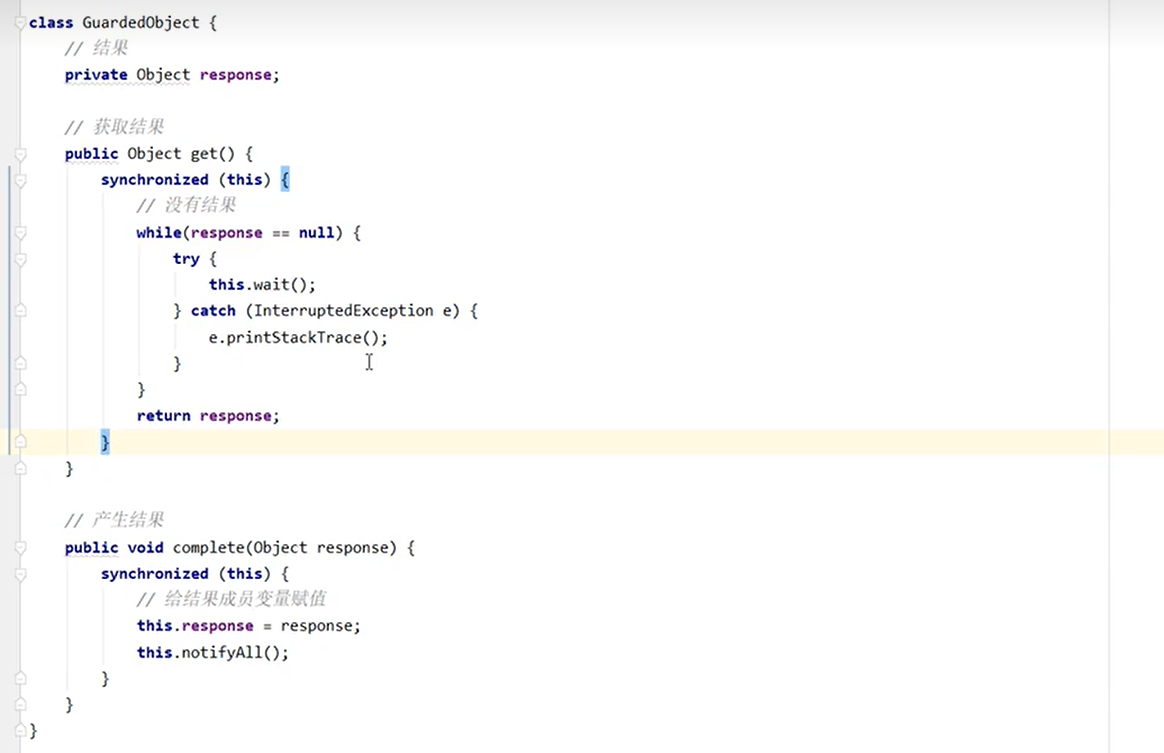 class GuardedObject {
// 结果
private Object response;
// 获取结果
public Object get() {
synchronized (this) {
// 没有结果
while(response == null) {
try {
this.wait();
} catch (InterruptedException e) {
e.printStackTrace();
}
}
return response;
}
}
// 产生结果
public void complete(Object response) {
synchronized (this) {
// 给结果成员变量赋值
this.response = response;
this.notifyAll();
}
}
}